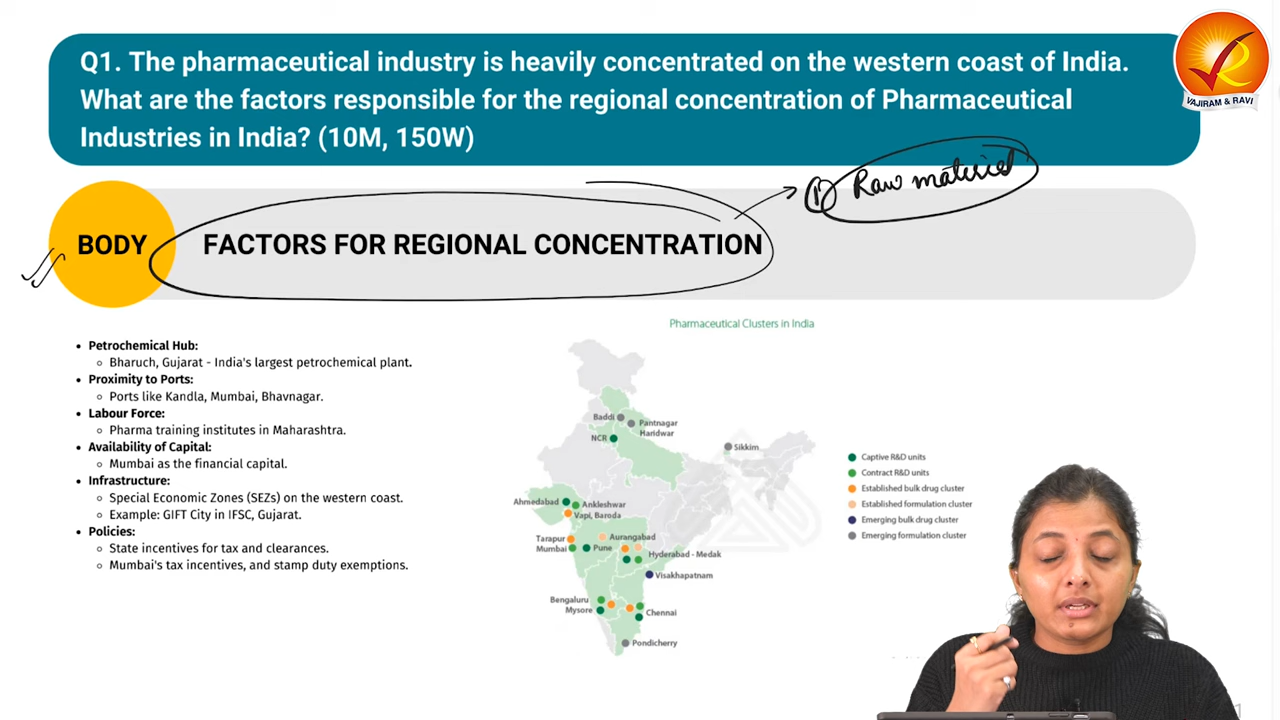 Q1. The pharmaceutical industry is heavily concentrated on the western coast of India.
What are the factors responsible for the regional concentration of Pharmaceutical
Industries in India? (10M, 150W)
VAJIRAM & RAVI
① Raw material
BODY FACTORS FOR REGIONAL CONCENTRATION
• Petrochemical Hub:
○ Bharuch, Gujarat - India's largest petrochemical plant.
• Proximity to Ports:
○ Ports like Kandla, Mumbai, Bhavnagar.
• Labour Force:
○ Pharma training institutes in Maharashtra.
• Availability of Capital:
○ Mumbai as the financial capital.
• Infrastructure:
○ Special Economic Zones (SEZs) on the western coast.
○ Example: GIFT City in IFSC, Gujarat.
• Policies:
○ State incentives for tax and clearances.
○ Mumbai's tax incentives, and stamp duty exemptions.
Pharmaceutical Clusters in India
Baddi
Pantnagar
Haridwar
NCR
Sikkim
Ahmedabad
Ankleshwar
Vapi, Baroda
Tarapur
Aurangabad
Mumbai
Pune
Hyderabad - Medak
Visakhapatnam
Bengaluru
Mysore
Chennai
Pondicherry
Captive R&D units
Contract R&D units
Established bulk drug cluster
Established formulation cluster
Emerging bulk drug cluster
Emerging formulation cluster